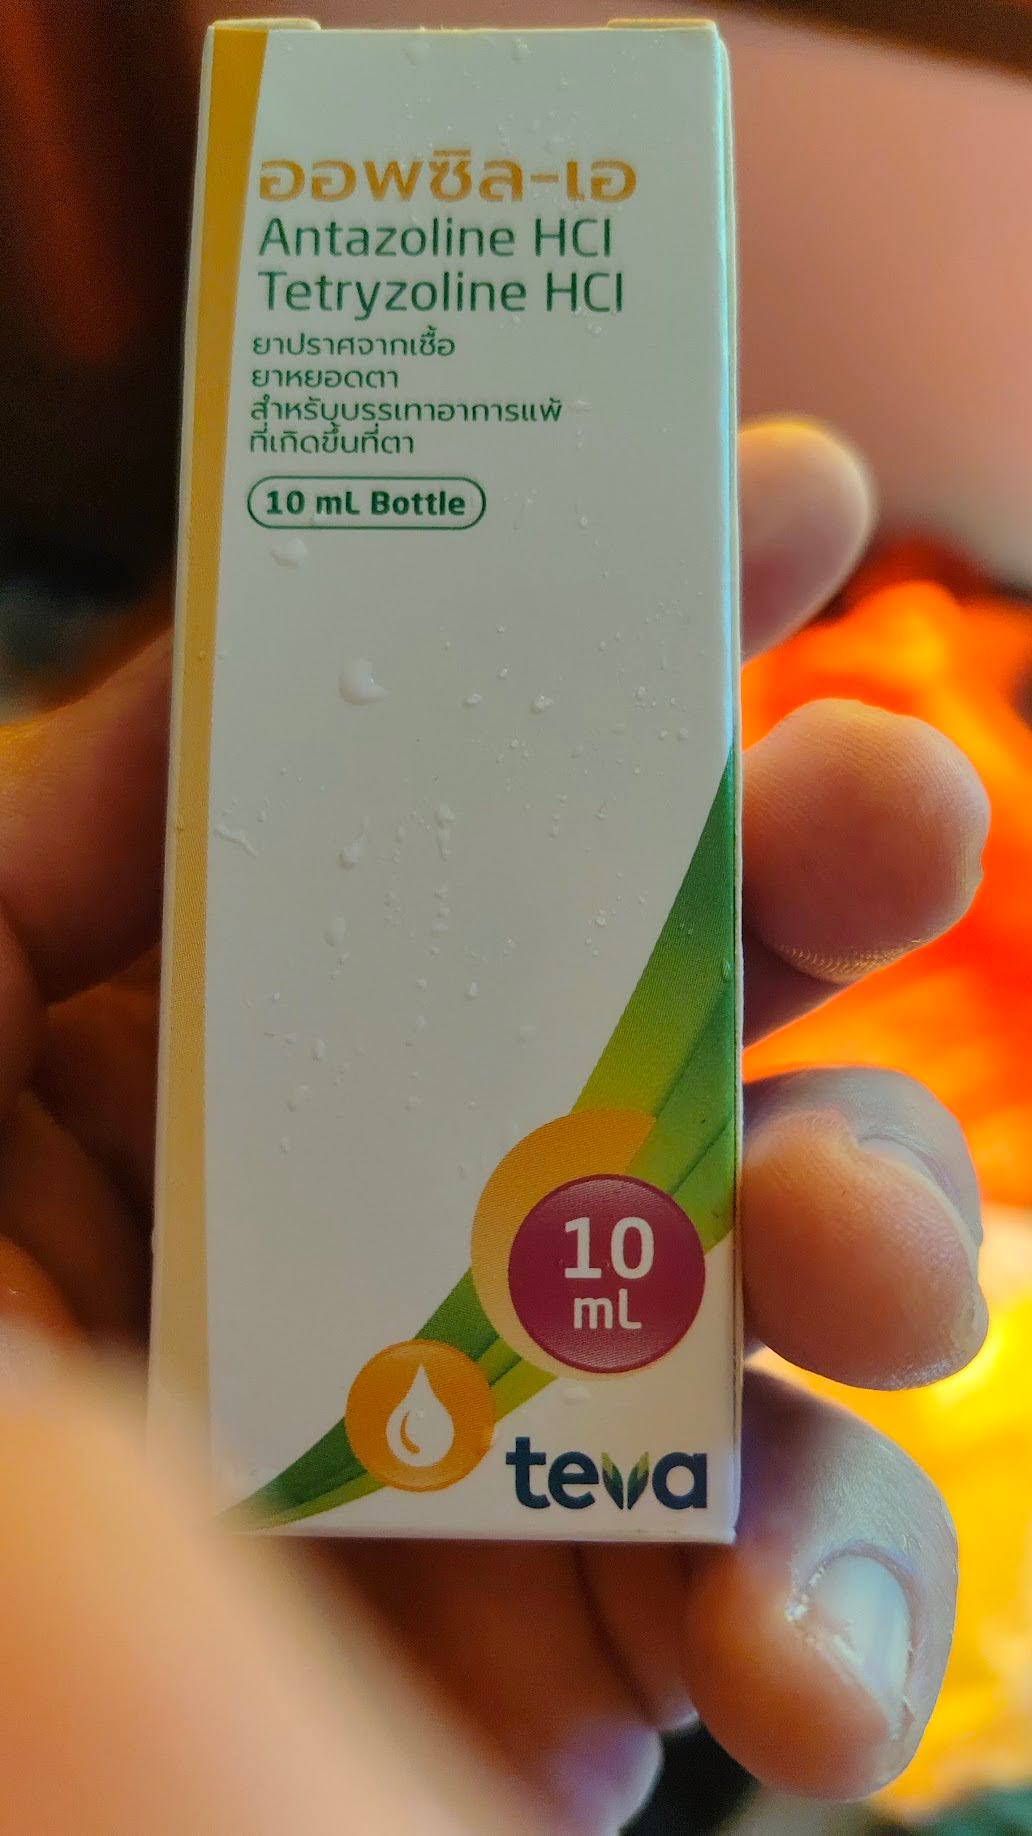 ออพซิล-เอ
Antazoline HCl
Tetryzoline HCl
ยาปราศจากเชื้อ
ยาหยอดตา
สำหรับบรรเทาอาการแพ้
ที่เกิดขึ้นที่ตา
10 mL Bottle
10
mL
teva